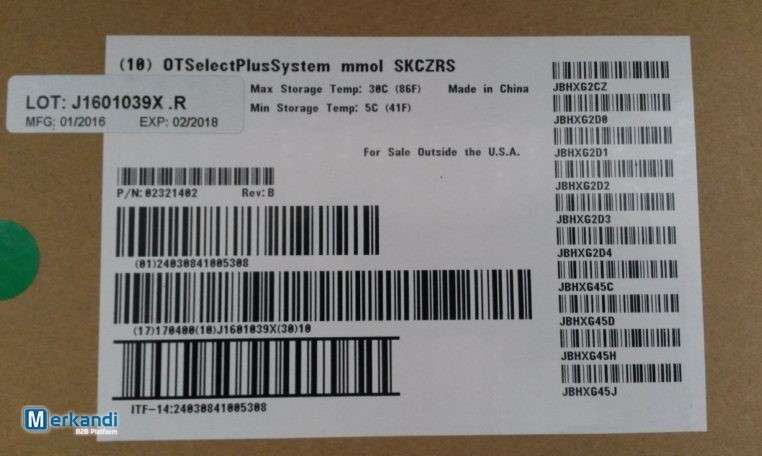 (10) OTSelectPlusSystem mmol SKCZRS
LOT: J1601039X .R
MFG: 01/2016 EXP: 02/2018
Max Storage Temp: 30C (86F) Made in China
Min Storage Temp: 5C (41F)
For Sale Outside the U.S.A.
P/N:02321402 Rev:B
(01)24030841005308
(17)170400(10)J1601039X(30)10
ITF-14:24030841005308
JBHXG2CZ
JBHXG2D0
JBHXG2D1
JBHXG2D2
JBHXG2D3
JBHXG2D4
JBHXG45C
JBHXG45D
JBHXG45H
JBHXG45J
Merkandi
B2B Platform